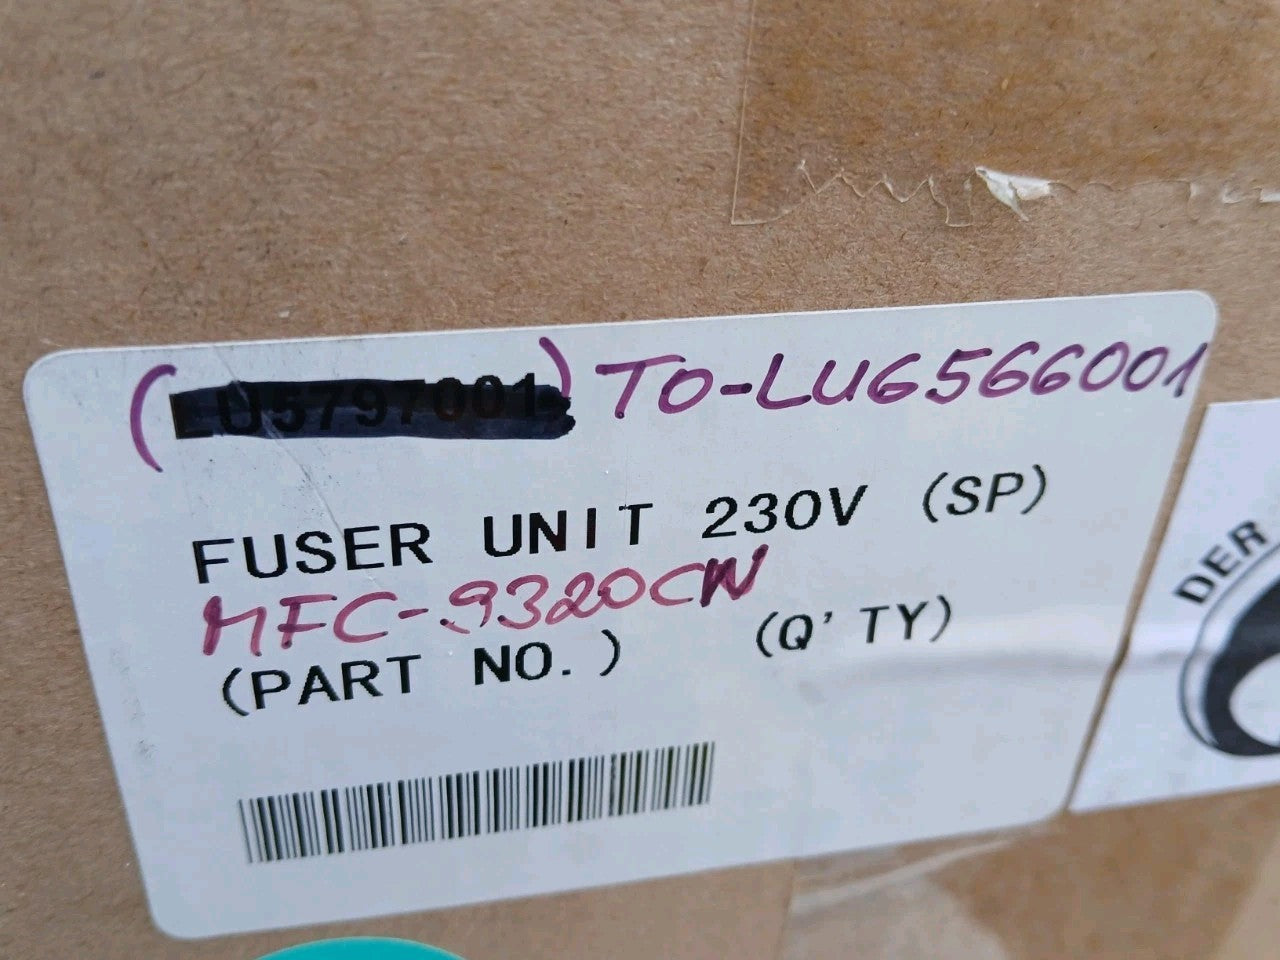 (LU5797001) TO-LU6566001
FUSER UNIT 230V (SP)
MFC-9320CW
(PART NO.) (Q'TY)
DER